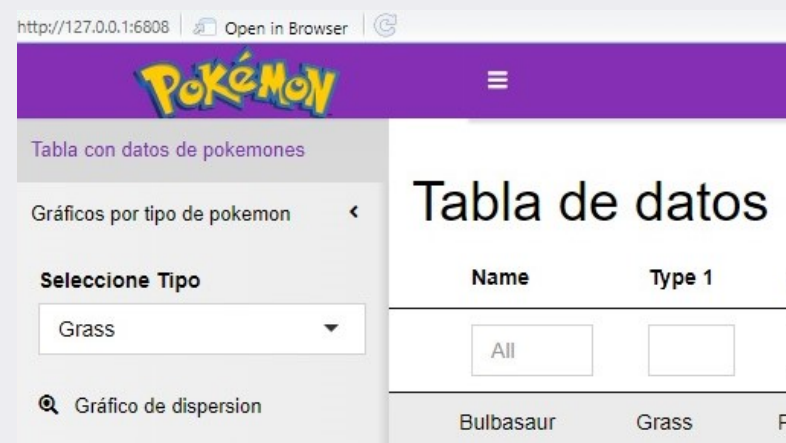 http://127.0.0.1:6808 Open in Browser
POKéMON
Tabla con datos de pokemones
Gráficos por tipo de pokemon
Seleccione Tipo
Grass
Gráfico de dispersion
Tabla de datos
Name Type 1
All
Bulbasaur Grass